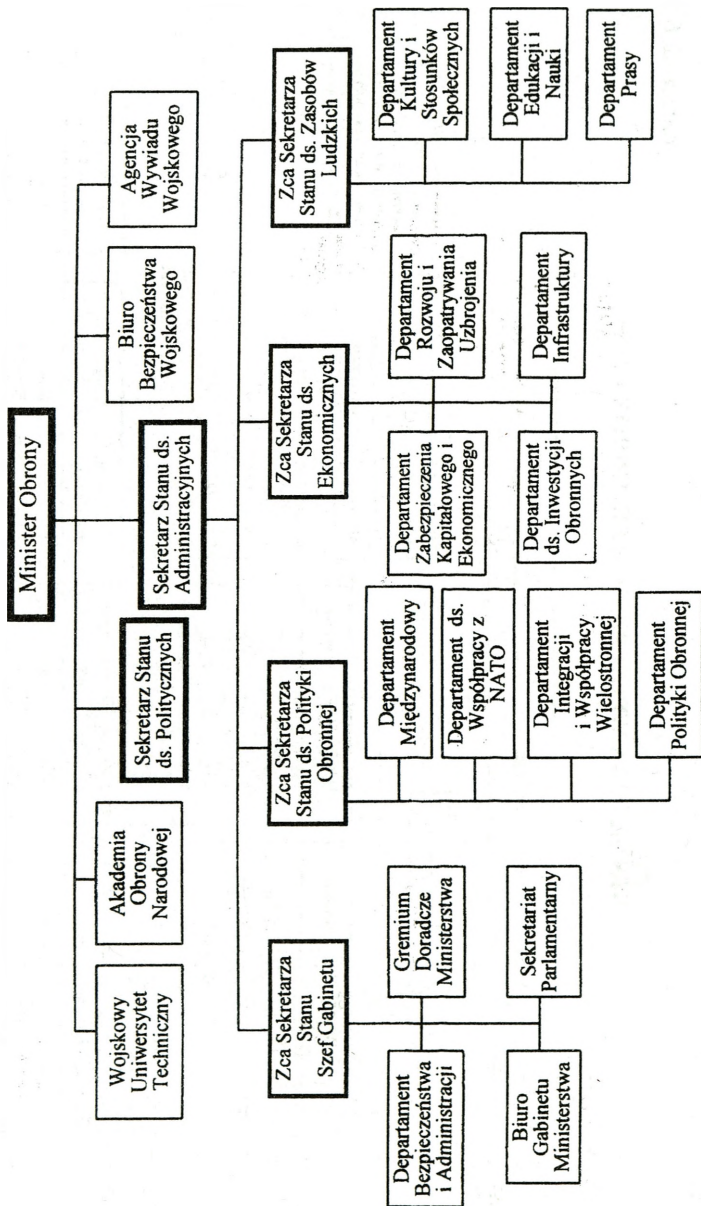 Minister Obrony
Wojskowy
Uniwersytet
Techniczny
Akademia
Obrony
Narodowej
Sekretarz Stanu
ds. Politycznych
Sekretarz Stanu ds.
Administracyjnych
Biuro
Bezpieczeństwa
Wojskowego
Agencja
Wywiadu
Wojskowego
Zca Sekretarza
Stanu
Szef Gabinetu
Departament
Bezpieczeństwa
i Administracji
Gremium
Doradcze
Ministerstwa
Biuro
Gabinetu
Ministerstwa
Sekretariat
Parlamentarny
Zca Sekretarza
Stanu ds. Polityki
Obronnej
Departament
Międzynarodowy
Departament ds.
Współpracy z
NATO
Departament
Integracji
i Współpracy
Wielostronnej
Departament
Polityki Obronnej
Zca Sekretarza
Stanu ds.
Ekonomicznych
Departament
Zabezpieczenia
Kapitałowego i
Ekonomicznego
Departament
Rozwoju i
Zaopatrywania
Uzbrojenia
Departament
ds. Inwestycji
Obronnych
Departament
Infrastruktury
Zca Sekretarza
Stanu ds. Zasobów
Ludzkich
Departament
Kultury i
Stosunków
Społecznych
Departament
Edukacji i
Nauki
Departament
Prasy